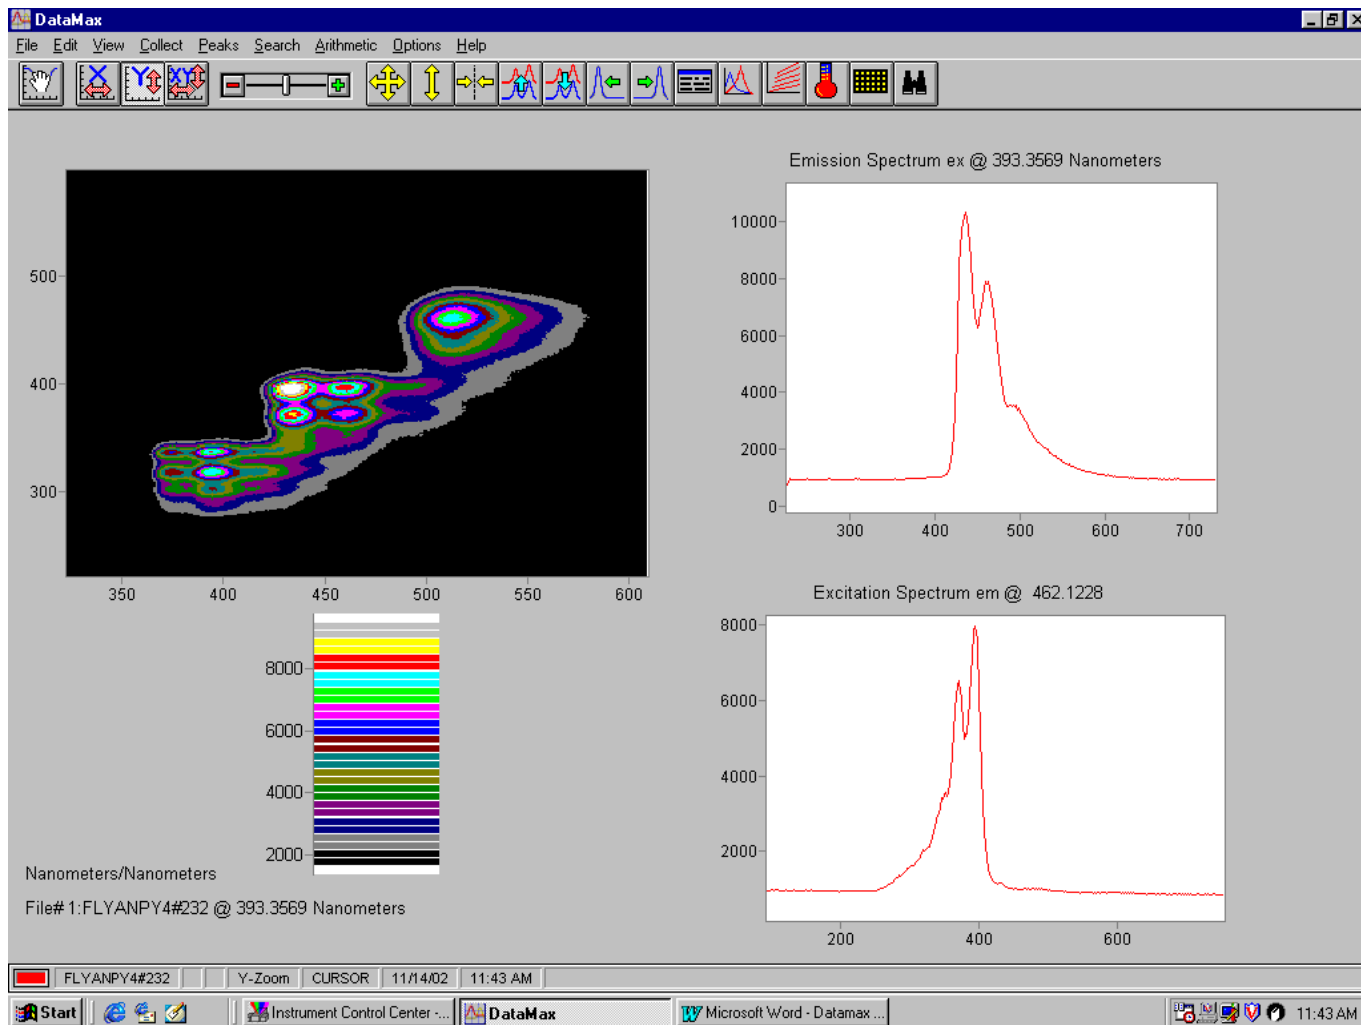 DataMax
File Edit View Collect Peaks Search Arithmetic Options Help
X Y XY
Emission Spectrum ex @ 393.3569 Nanometers
500
400
300
350 400 450 500 550 600
10000
8000
6000
4000
2000
0
300 400 500 600 700
8000
6000
4000
2000
Excitation Spectrum em @ 462.1228
8000
6000
4000
2000
200 400 600
Nanometers/Nanometers
File# 1:FLYANPY4#232 @ 393.3569 Nanometers
FLYANPY4#232 Y-Zoom CURSOR 11/14/02 11:43 AM
Start Instrument Control Center -... DataMax Microsoft Word - Datamax ... 11:43 AM